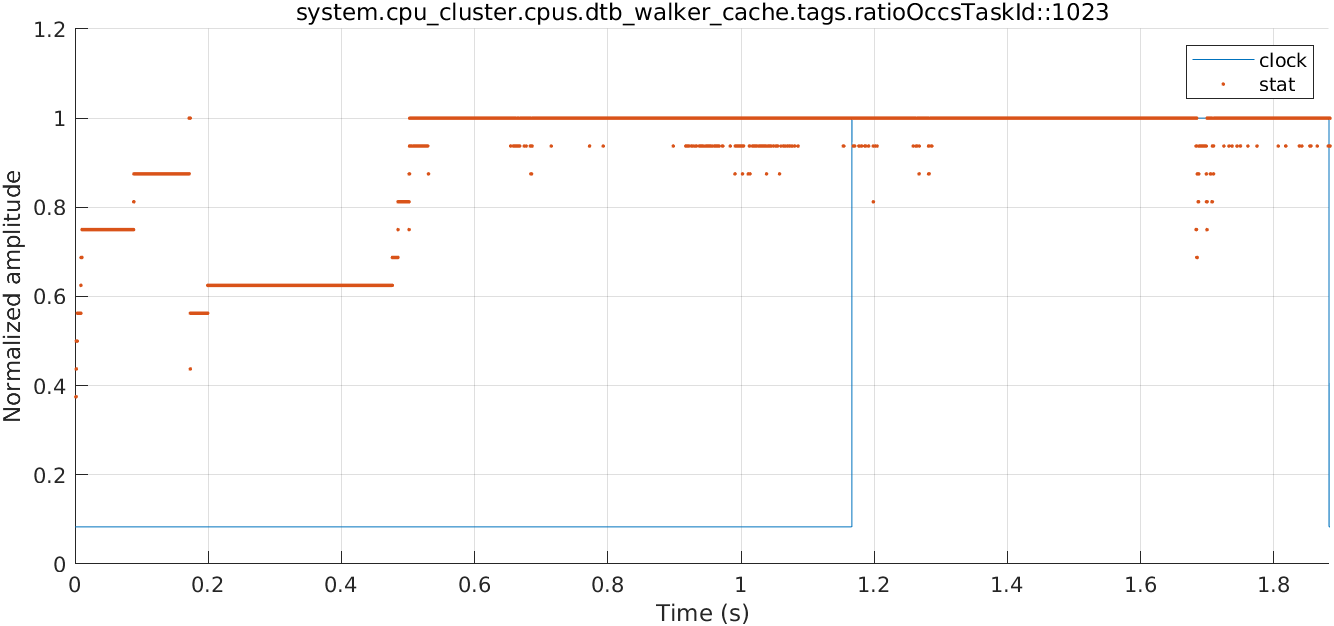 system.cpu_cluster.cpus.dtb_walker_cache.tags.ratioOccsTaskId::1023
1.2
1
0.8
0.6
0.4
0.2
0
Normalized amplitude
clock
stat
0 0.2 0.4 0.6 0.8 1 1.2 1.4 1.6 1.8
Time (s)